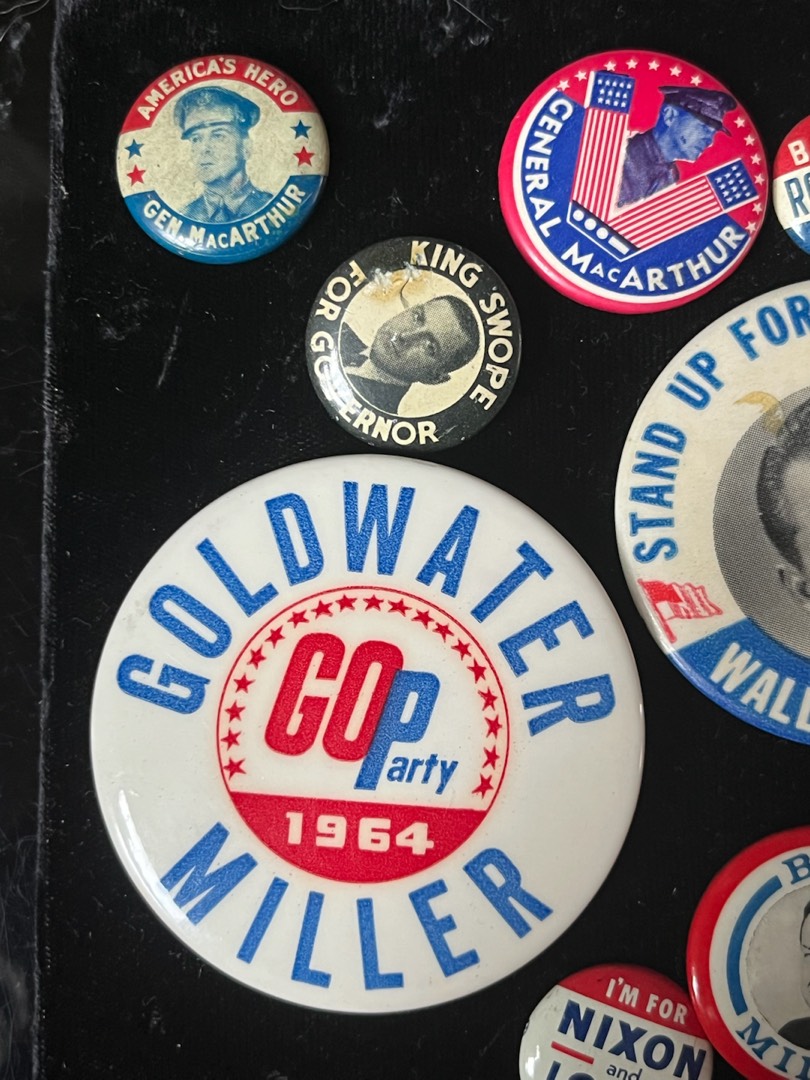 AMERICA'S HERO
GEN. MACARTHUR
GENERAL MACARTHUR
KING SWOPE
FOR GOVERNOR
STAND UP FOR
GOLDWATER
GOParty
1964
MILLER
I'M FOR
NIXON
and